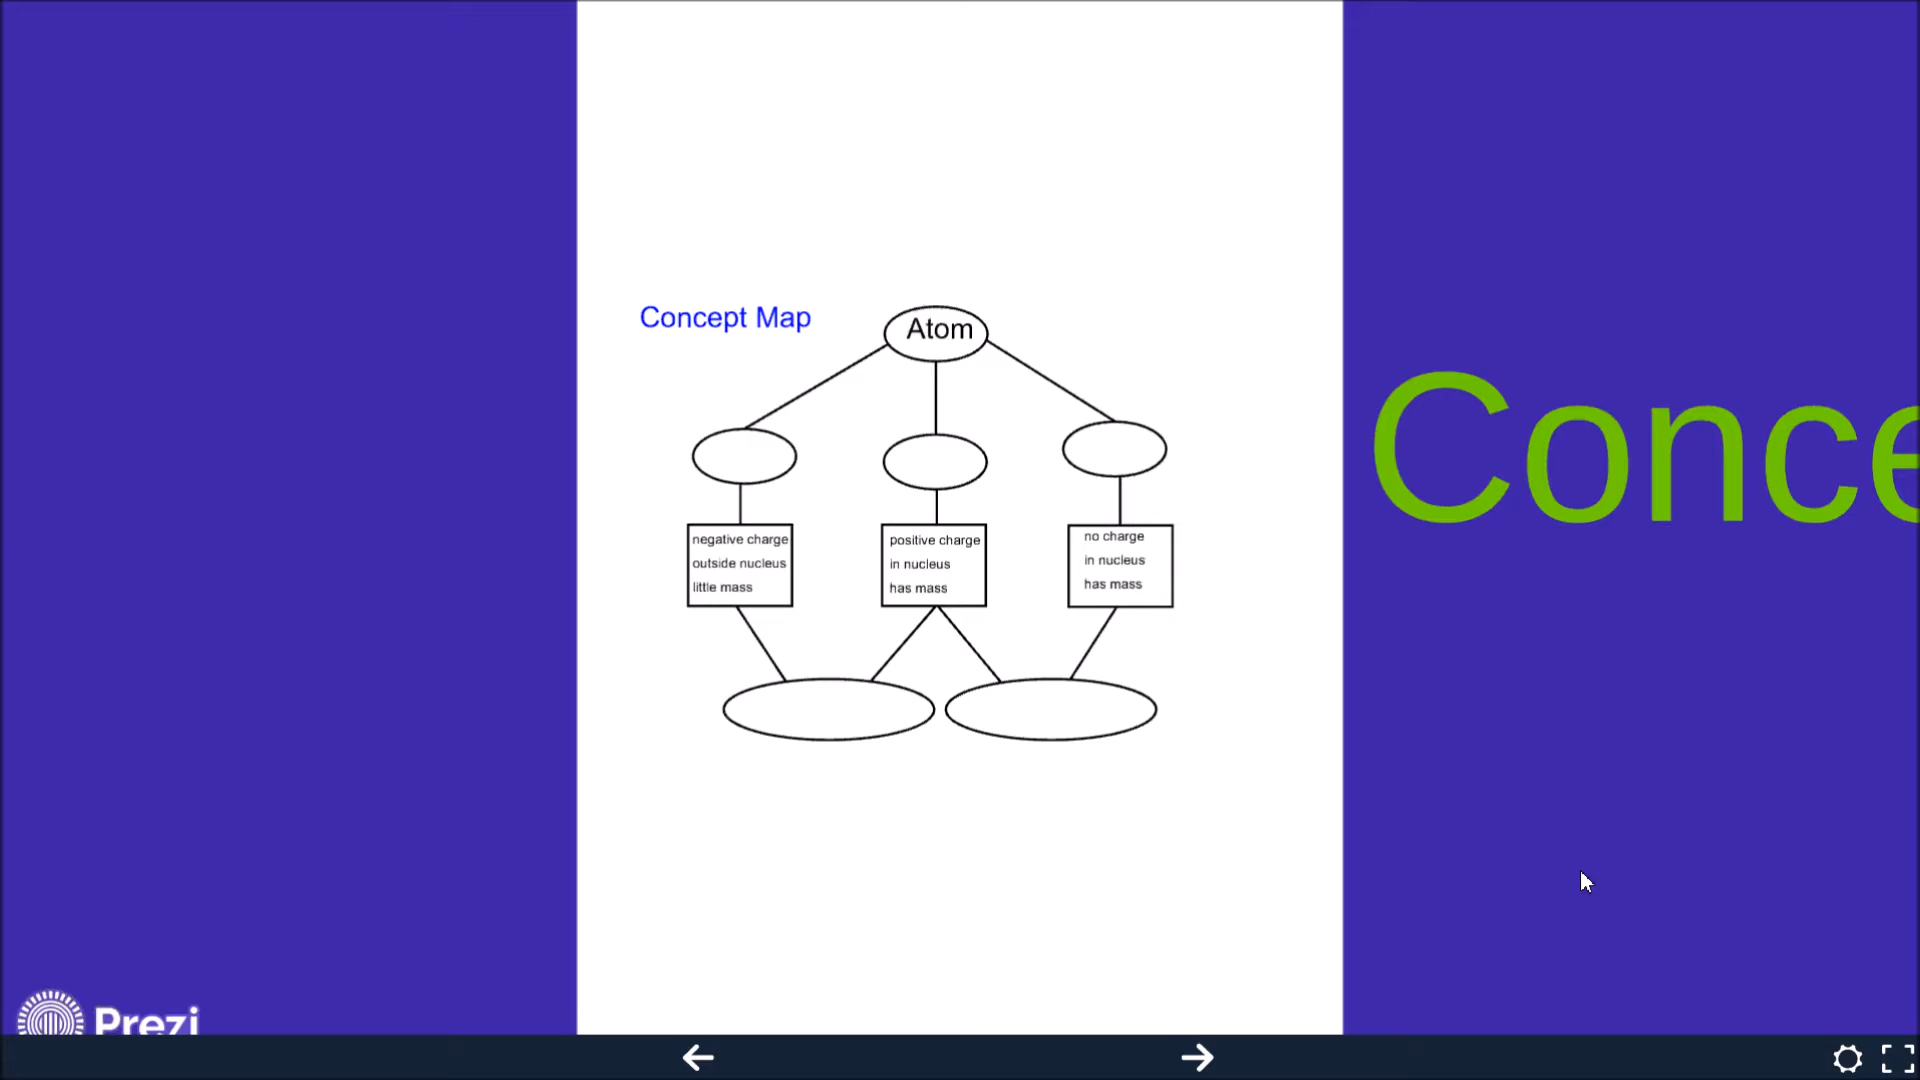 Concept Map
Atom
negative charge
outside nucleus
little mass
positive charge
in nucleus
has mass
no charge
in nucleus
has mass
Conce
Prezi